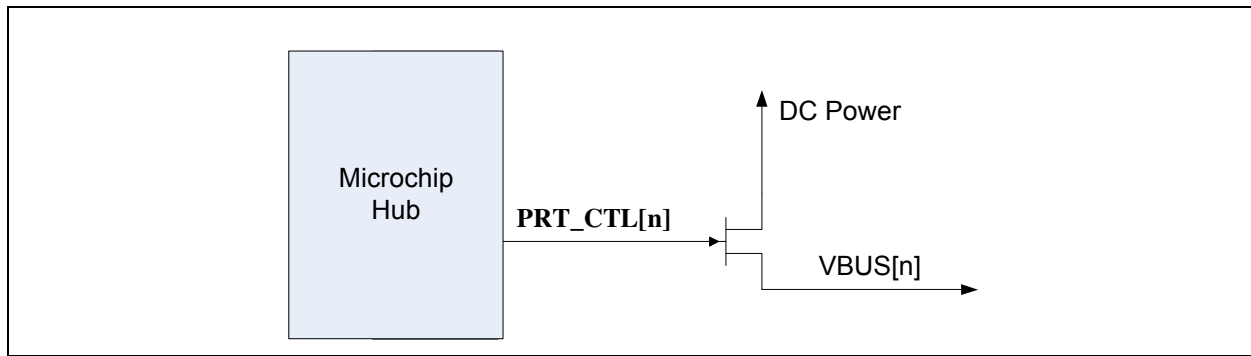 Microchip
Hub
PRT_CTL[n]
DC Power
VBUS[n]